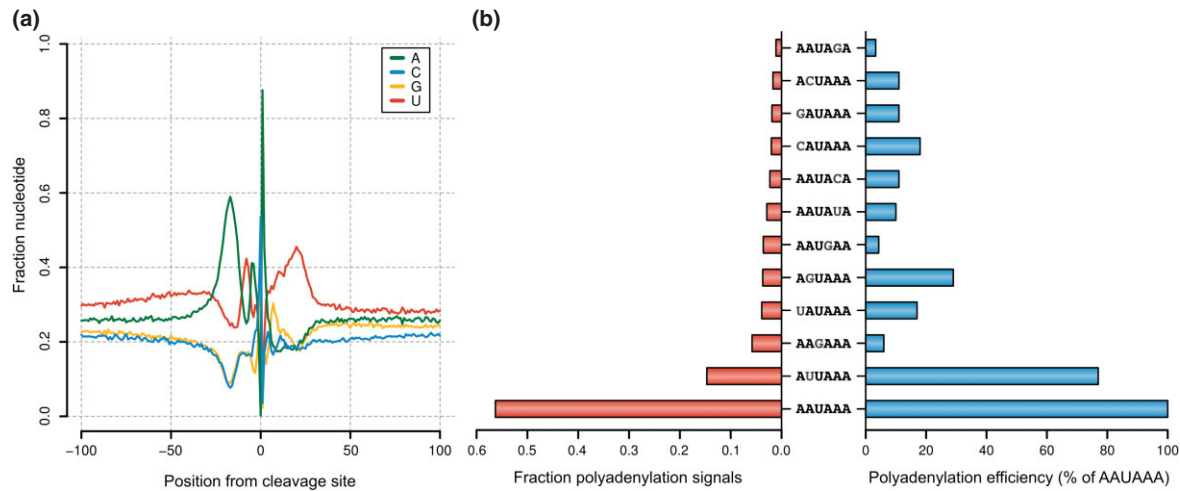 (a)
1.0
0.8
0.6
0.4
0.2
0.0
Fraction nucleotide
A
C
G
U
−100
−50
0
50
100
Position from cleavage site
(b)
AAUAGA
ACUAAA
GAUAAA
CAUAAA
AAUACA
AAUAUA
AAUGAA
AGUAAA
UAUAAA
AAGAAA
AUUAAA
AAUAAA
0.6 0.5 0.4 0.3 0.2 0.1 0.0
Fraction polyadenylation signals
0 20 40 60 80 100
Polyadenylation efficiency (% of AAUAAA)